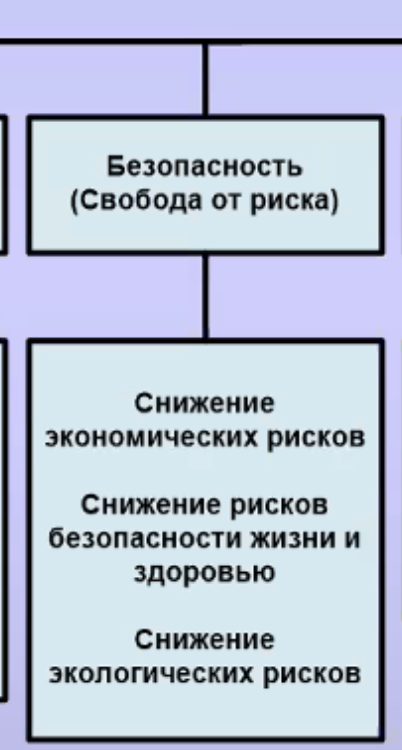 Безопасность
(Свобода от риска)
Снижение
экономических рисков
Снижение рисков
безопасности жизни и
здоровью
Снижение
экологических рисков